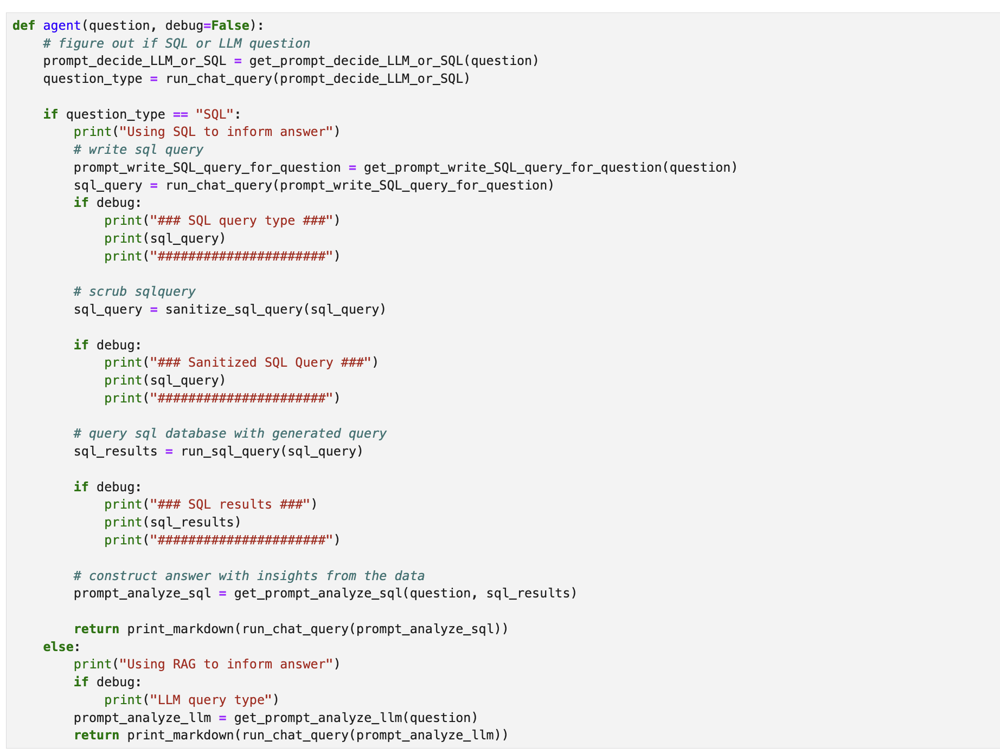 def agent(question, debug=False):
    # figure out if SQL or LLM question
    prompt_decide_LLM_or_SQL = get_prompt_decide_LLM_or_SQL(question)
    question_type = run_chat_query(prompt_decide_LLM_or_SQL)

    if question_type == "SQL":
        print("Using SQL to inform answer")
        # write sql query
        prompt_write_SQL_query_for_question = get_prompt_write_SQL_query_for_question(question)
        sql_query = run_chat_query(prompt_write_SQL_query_for_question)
        if debug:
            print("### SQL query type ###")
            print(sql_query)
            print("######################")

        # scrub sqlquery
        sql_query = sanitize_sql_query(sql_query)

        if debug:
            print("### Sanitized SQL Query ###")
            print(sql_query)
            print("######################")

        # query sql database with generated query
        sql_results = run_sql_query(sql_query)

        if debug:
            print("### SQL results ###")
            print(sql_results)
            print("######################")

        # construct answer with insights from the data
        prompt_analyze_sql = get_prompt_analyze_sql(question, sql_results)

        return print_markdown(run_chat_query(prompt_analyze_sql))
    else:
        print("Using RAG to inform answer")
        if debug:
            print("LLM query type")
        prompt_analyze_llm = get_prompt_analyze_llm(question)
        return print_markdown(run_chat_query(prompt_analyze_llm))